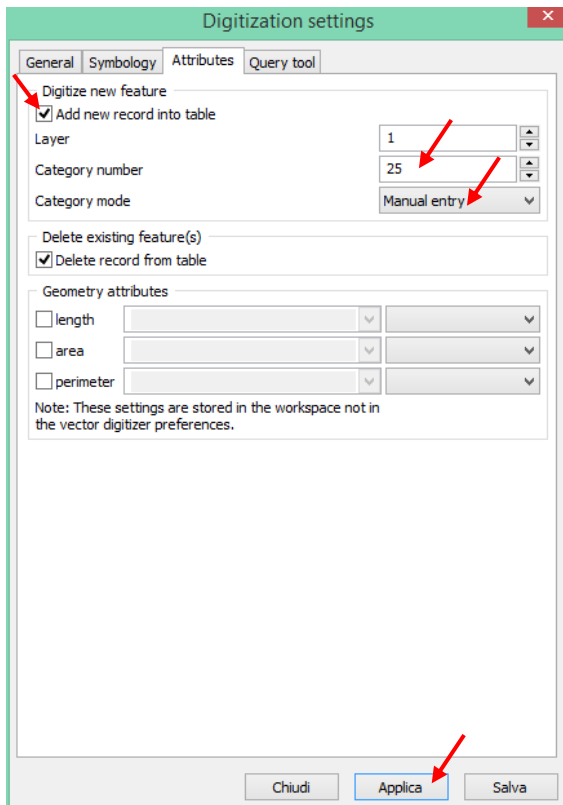 Digitization settings
General Symbology Attributes Query tool
Digitize new feature
Add new record into table
Layer 1
Category number 25
Category mode Manual entry
Delete existing feature(s)
Delete record from table
Geometry attributes
length
area
perimeter
Note: These settings are stored in the workspace not in
the vector digitizer preferences.
Chiudi Applica Salva